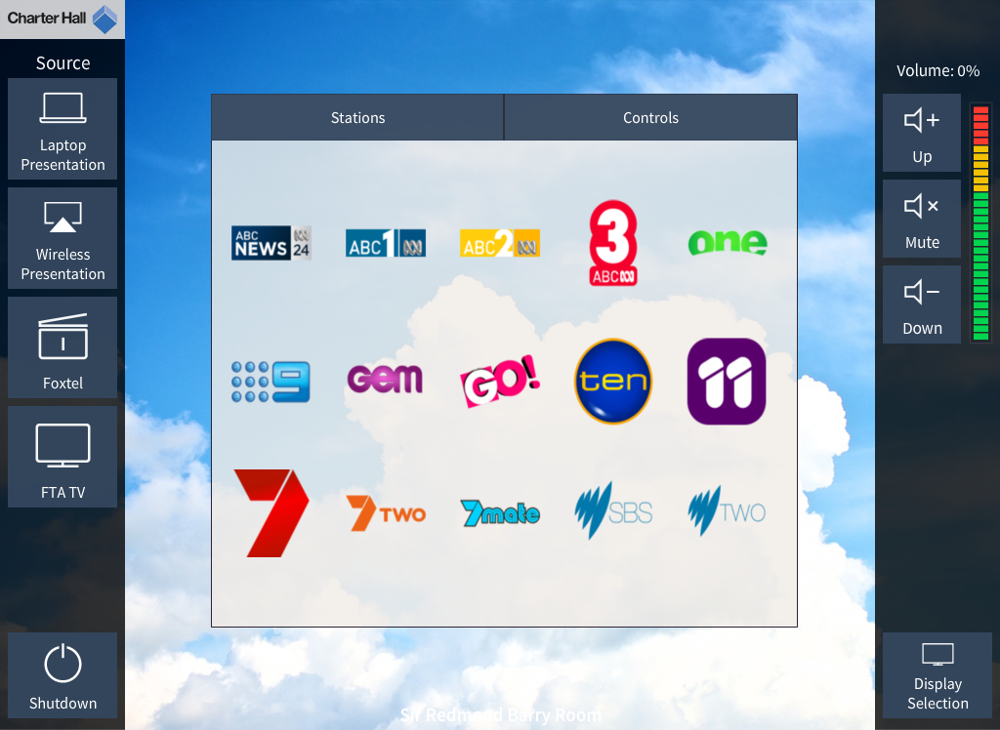 Charter Hall
Source
Laptop
Presentation
Wireless
Presentation
Foxtel
FTA TV
Shutdown
Stations
Controls
ABC
NEWS 24
ABC 1
ABC 2
3
ABC
one
9
Gem
GO!
ten
11
7
7 TWO
7mate
SBS
TWO
Sir Redmond Barry Room
Volume: 0%
Up
Mute
Down
Display
Selection